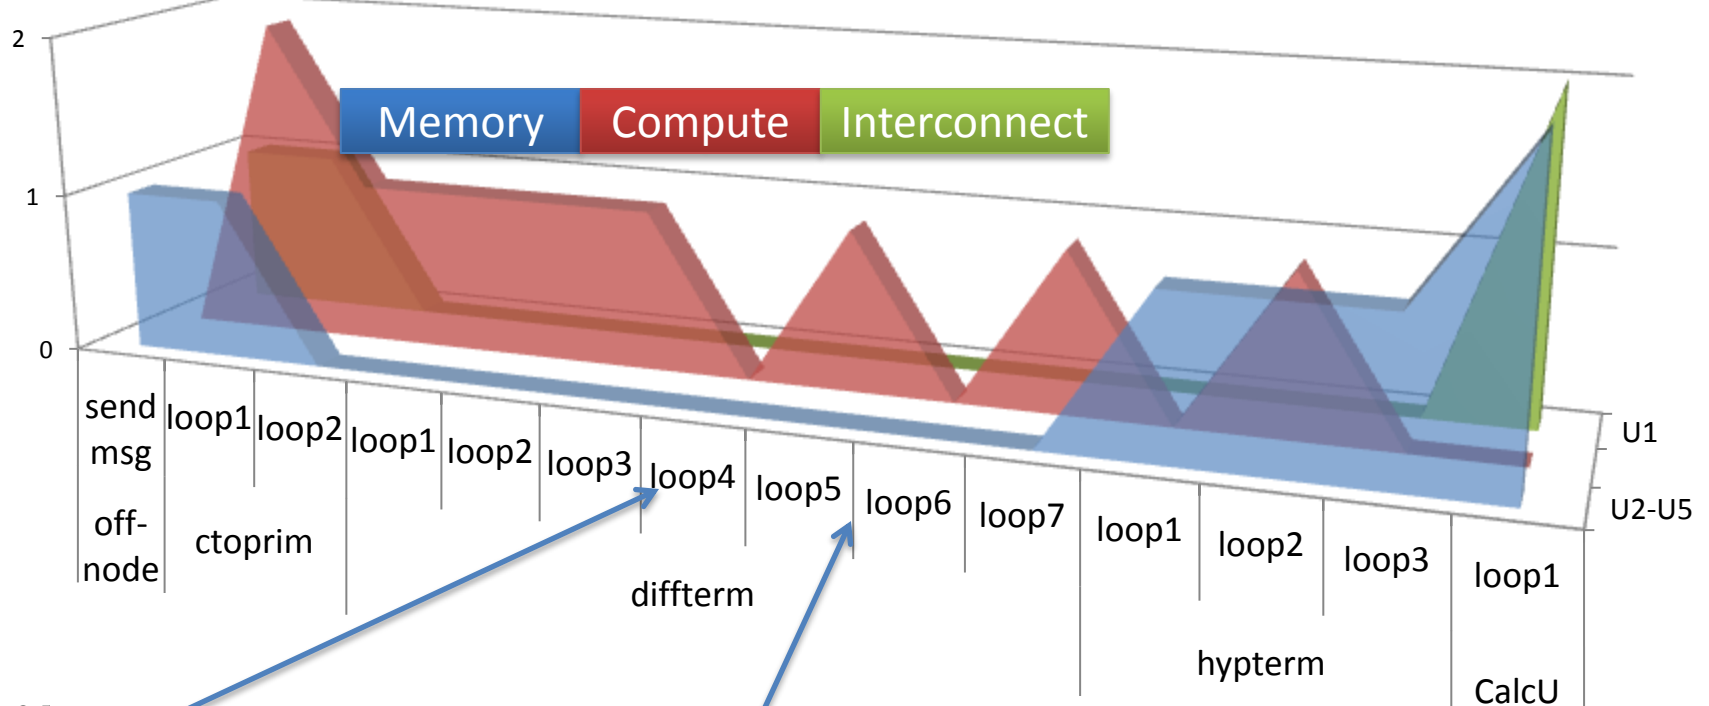 2
Memory Compute Interconnect
1
0
send
msg
loop1
loop2
loop1
loop2
loop3
loop4
loop5
loop6
loop7
loop1
loop2
loop3
loop1
U1
U2-U5
off-
node
ctoprim
diffterm
hypterm
CalcU